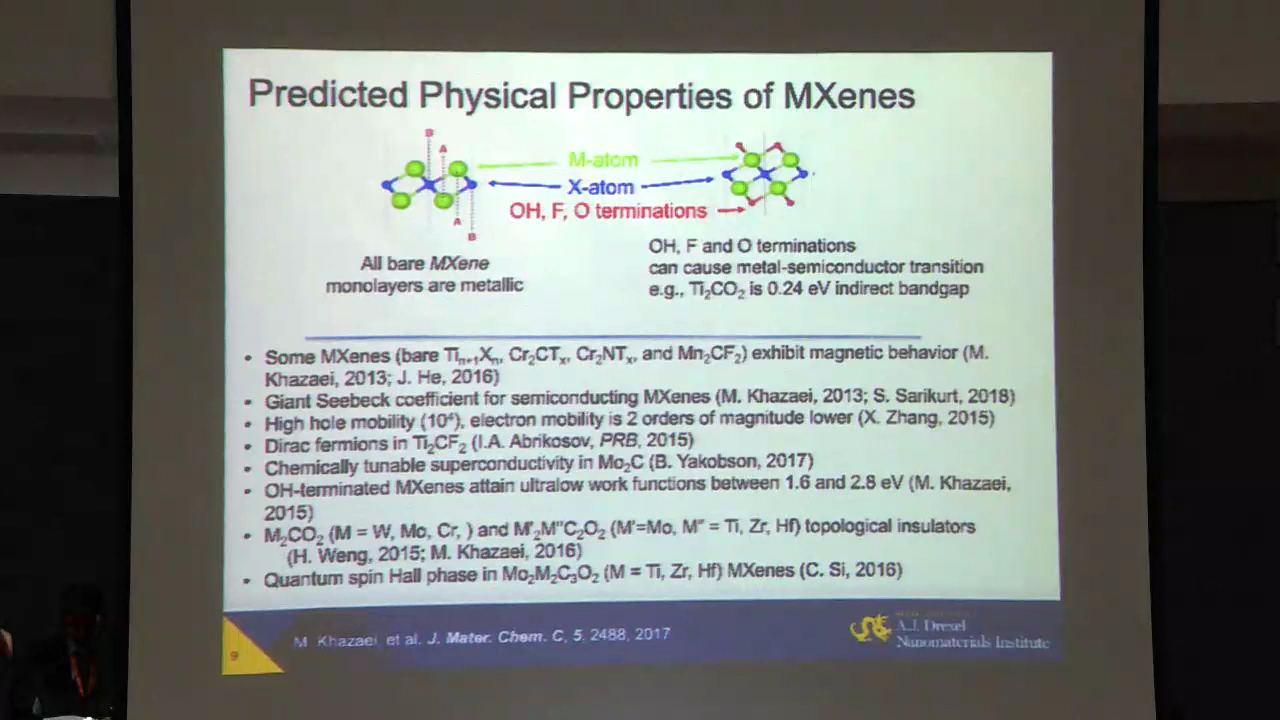 Predicted Physical Properties of MXenes
B
A
M-atom
X-atom
OH, F, O terminations
A
B
All bare MXene
monolayers are metallic
OH, F and O terminations
can cause metal-semiconductor transition
e.g., Ti₂CO₂ is 0.24 eV indirect bandgap
• Some MXenes (bare Tiₙ₊₁Xₙ, Cr₂CTₓ, Cr₂NTₓ, and Mn₂CF₂) exhibit magnetic behavior (M.
Khazaei, 2013; J. He, 2016)
• Giant Seebeck coefficient for semiconducting MXenes (M. Khazaei, 2013; S. Sarikurt, 2018)
• High hole mobility (10⁴), electron mobility is 2 orders of magnitude lower (X. Zhang, 2015)
• Dirac fermions in Ti₂CF₂ (I.A. Abrikosov, PRB, 2015)
• Chemically tunable superconductivity in Mo₂C (B. Yakobson, 2017)
• OH-terminated MXenes attain ultralow work functions between 1.6 and 2.8 eV (M. Khazaei,
2015)
• M₂CO₂ (M = W, Mo, Cr, ) and M'₂M"C₂O₂ (M'=Mo, M" = Ti, Zr, Hf) topological insulators
(H. Weng, 2015; M. Khazaei, 2016)
• Quantum spin Hall phase in Mo₂M₂C₃O₂ (M = Ti, Zr, Hf) MXenes (C. Si, 2016)
9
M. Khazaei, et al. J. Mater. Chem. C, 5, 2488, 2017
A.J. Drexel
Nanomaterials Institute